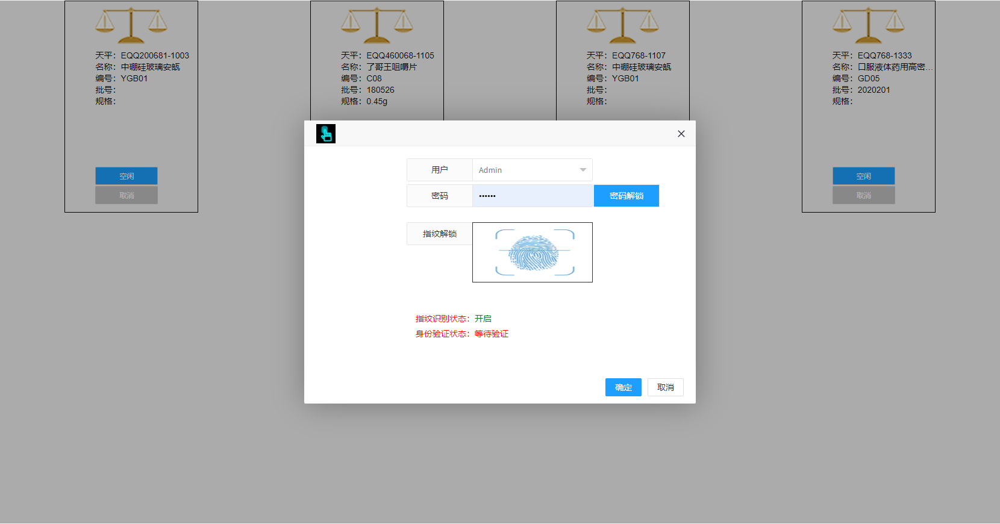 天平：EQQ200681-1003
名称：中硼硅玻璃安瓿
编号：YGB01
批号：
规格：
空闲
取消
天平：EQQ460068-1105
名称：了哥王咀嚼片
编号：C08
批号：180526
规格：0.45g
天平：EQQ768-1107
名称：中硼硅玻璃安瓿
编号：YGB01
批号：
规格：
天平：EQQ768-1333
名称：口服液体药用高密...
编号：GD05
批号：2020201
规格：
空闲
取消
用户 Admin
密码 •••••• 密码解锁
指纹解锁
指纹识别状态：开启
身份验证状态：等待验证
确定 取消